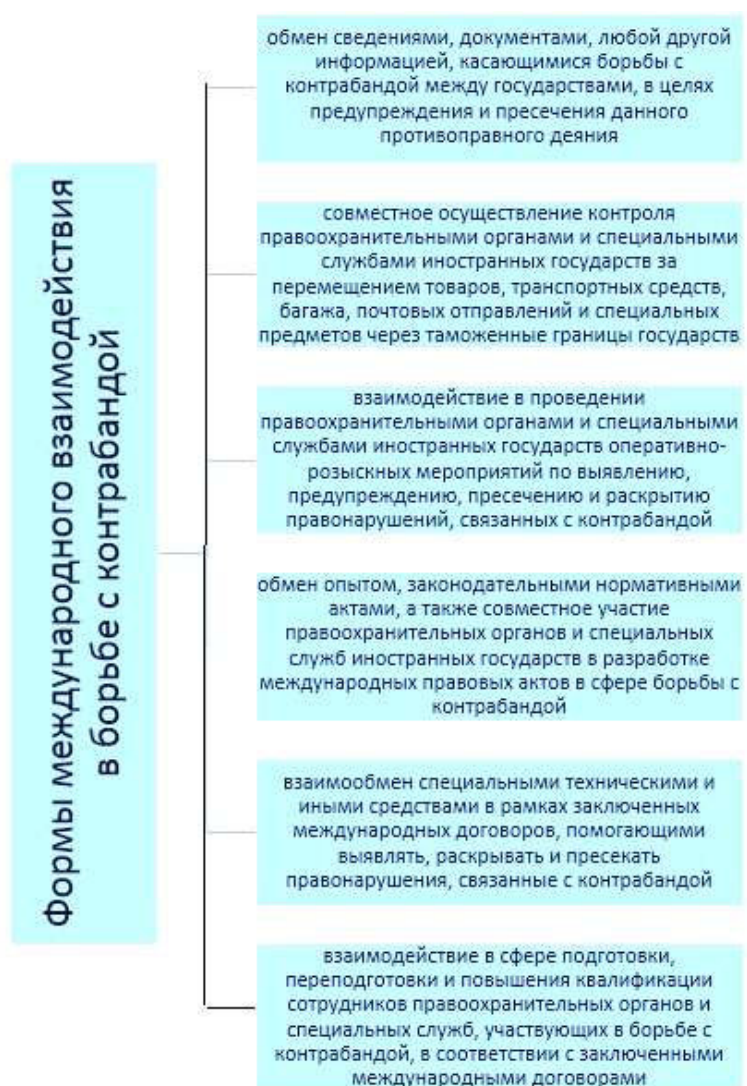 Формы международного взаимодействия
в борьбе с контрабандой
обмен сведениями, документами, любой другой
информацией, касающимися борьбы с
контрабандой между государствами, в целях
предупреждения и пресечения данного
противоправного деяния
совместное осуществление контроля
правоохранительными органами и специальными
службами иностранных государств за
перемещением товаров, транспортных средств,
багажа, почтовых отправлений и специальных
предметов через таможенные границы государств
взаимодействие в проведении
правоохранительными органами и специальными
службами иностранных государств оперативно-
розыскных мероприятий по выявлению,
предупреждению, пресечению и раскрытию
правонарушений, связанных с контрабандой
обмен опытом, законодательными нормативными
актами, а также совместное участие
правоохранительных органов и специальных
служб иностранных государств в разработке
международных правовых актов в сфере борьбы с
контрабандой
взаимообмен специальными техническими и
иными средствами в рамках заключенных
международных договоров, помогающими
выявлять, раскрывать и пресекать
правонарушения, связанные с контрабандой
взаимодействие в сфере подготовки,
переподготовки и повышения квалификации
сотрудников правоохранительных органов и
специальных служб, участвующих в борьбе с
контрабандой, в соответствии с заключенными
международными договорами